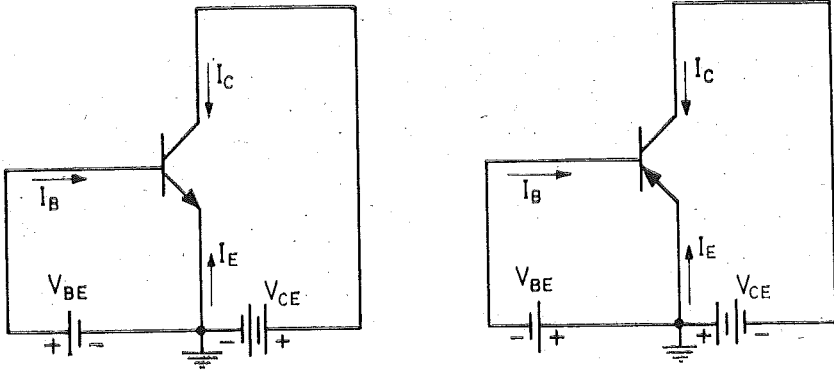 I_C
I_B
I_E
V_BE
V_CE
+ - - +
I_C
I_B
I_E
V_BE
V_CE
- + + -